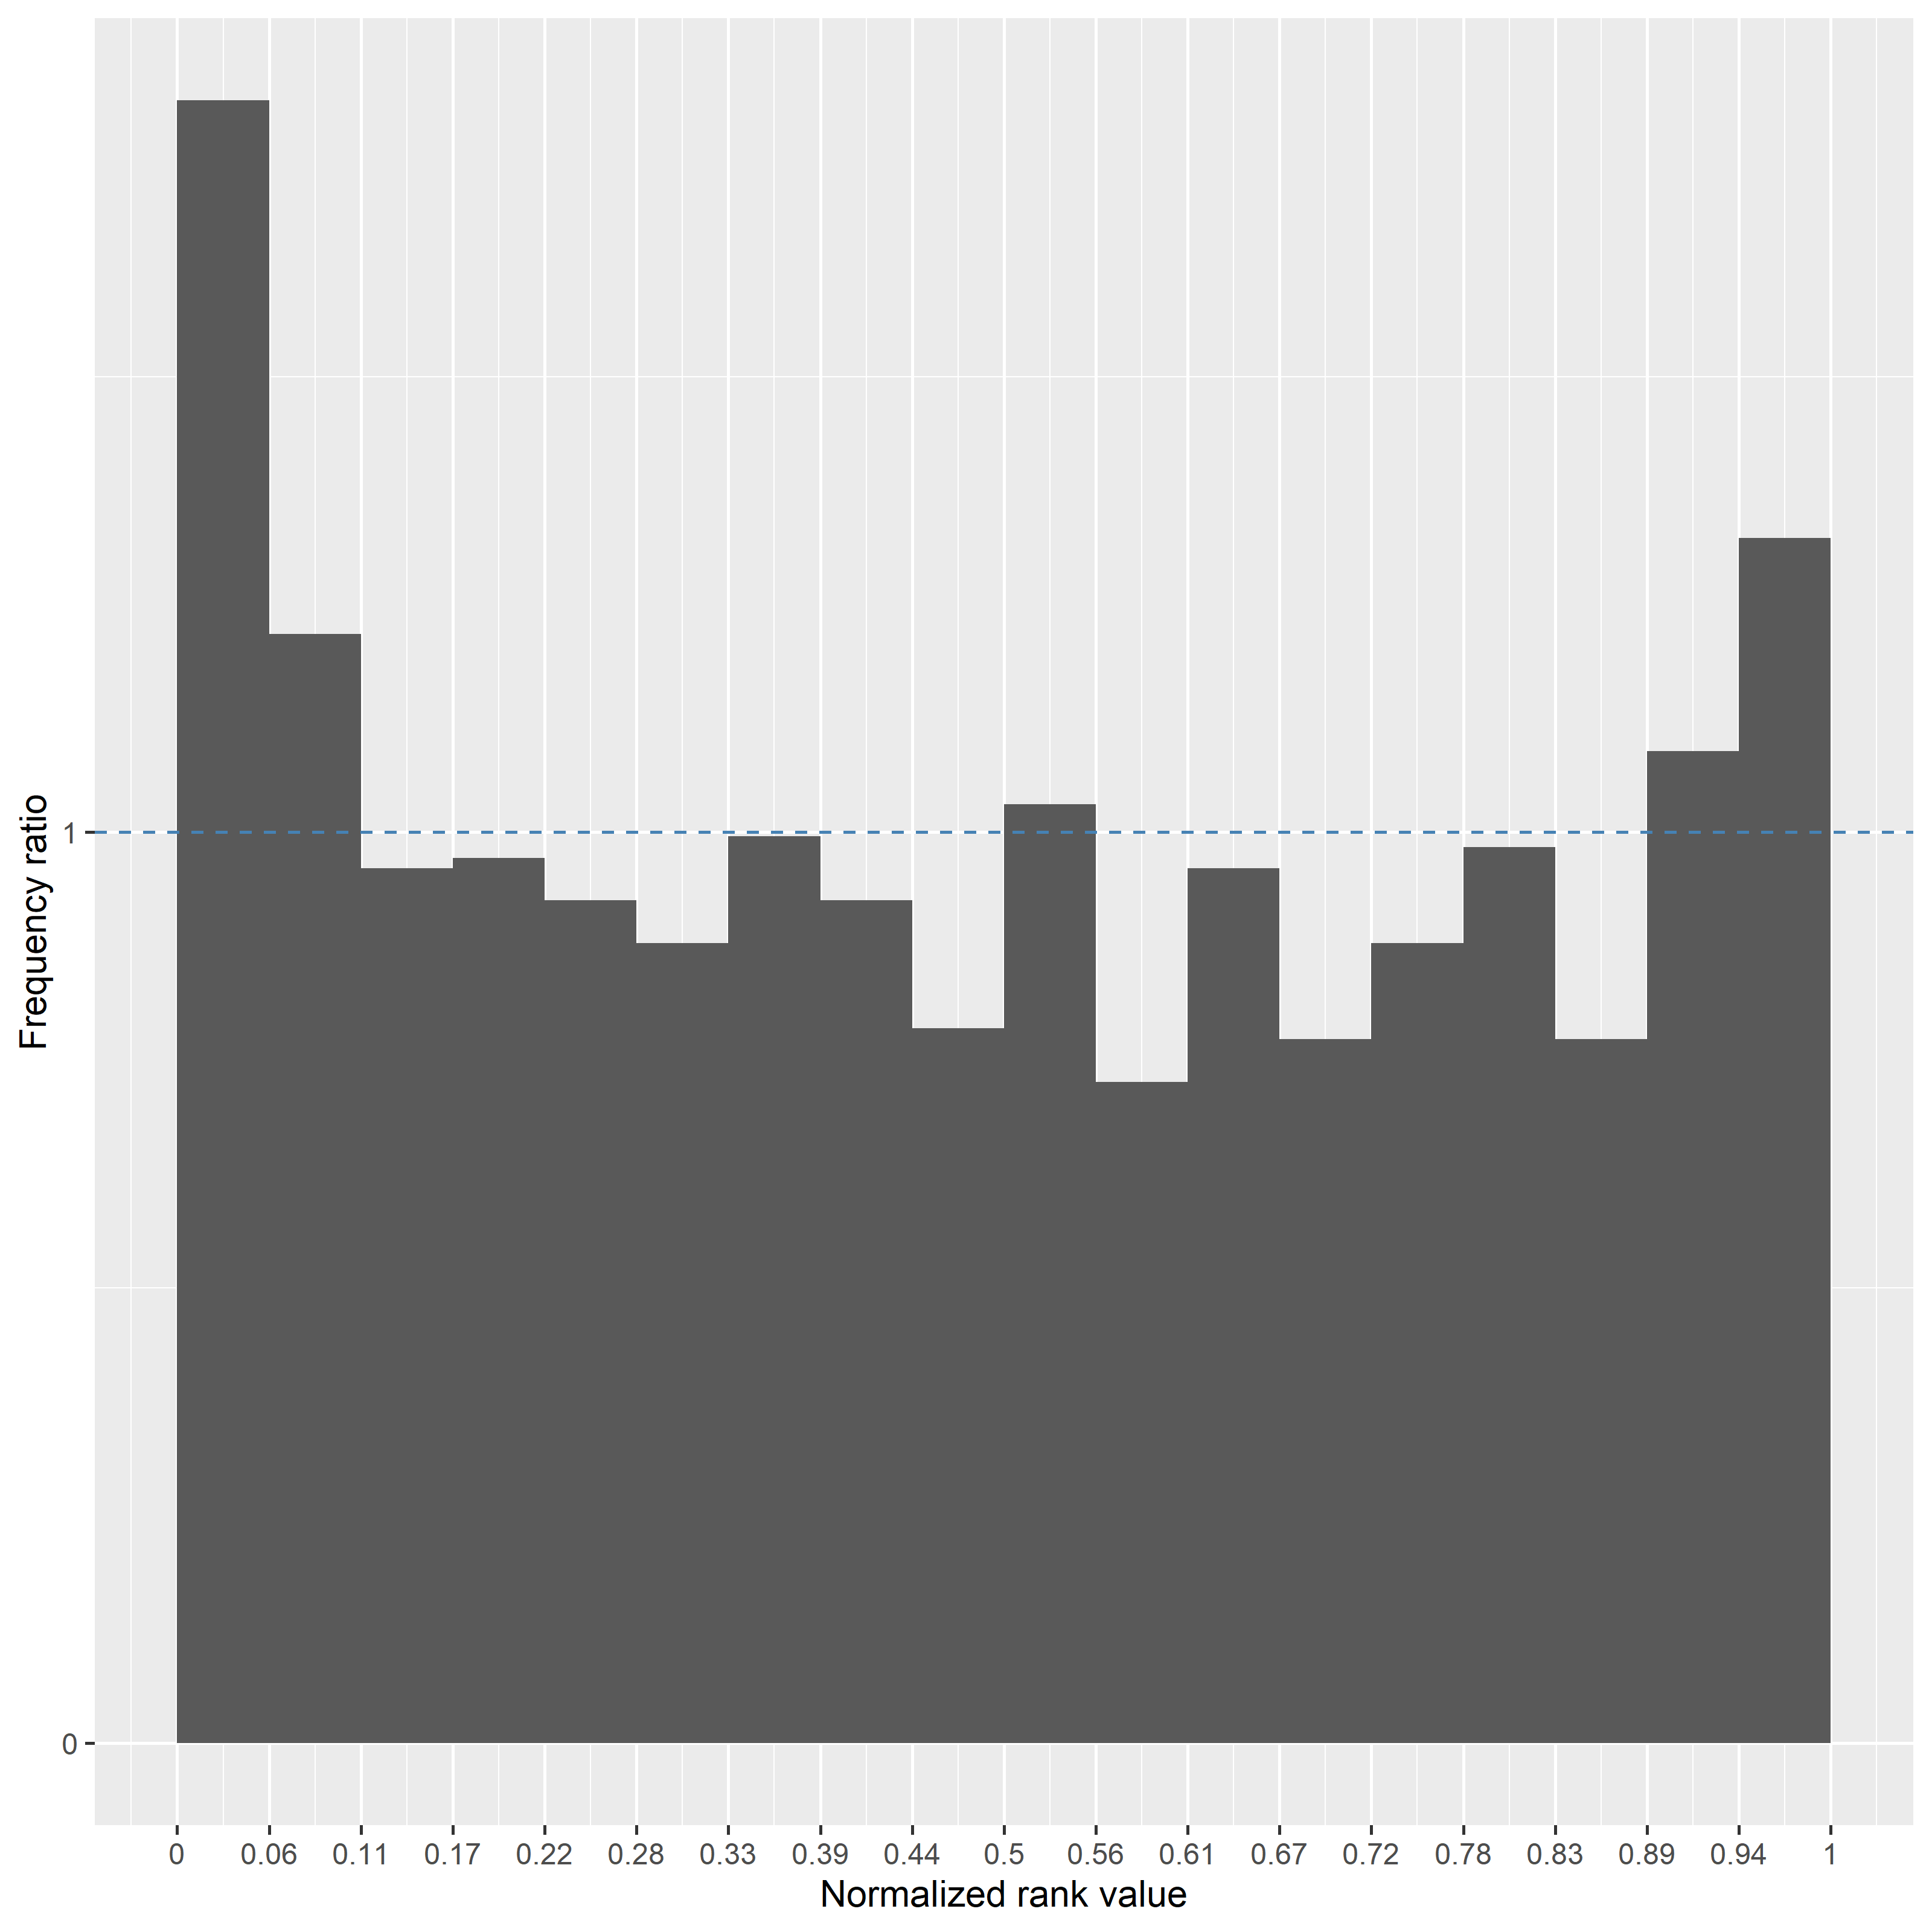 Frequency ratio
1
0
0 0.06 0.11 0.17 0.22 0.28 0.33 0.39 0.44 0.5 0.56 0.61 0.67 0.72 0.78 0.83 0.89 0.94 1
Normalized rank value